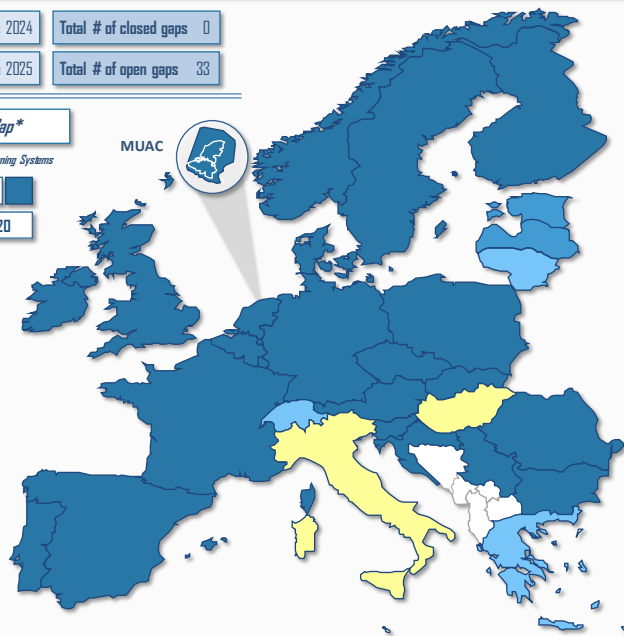 2024
Total # of closed gaps 0
2025
Total # of open gaps 33
ap*
ning Systems
20
MUAC